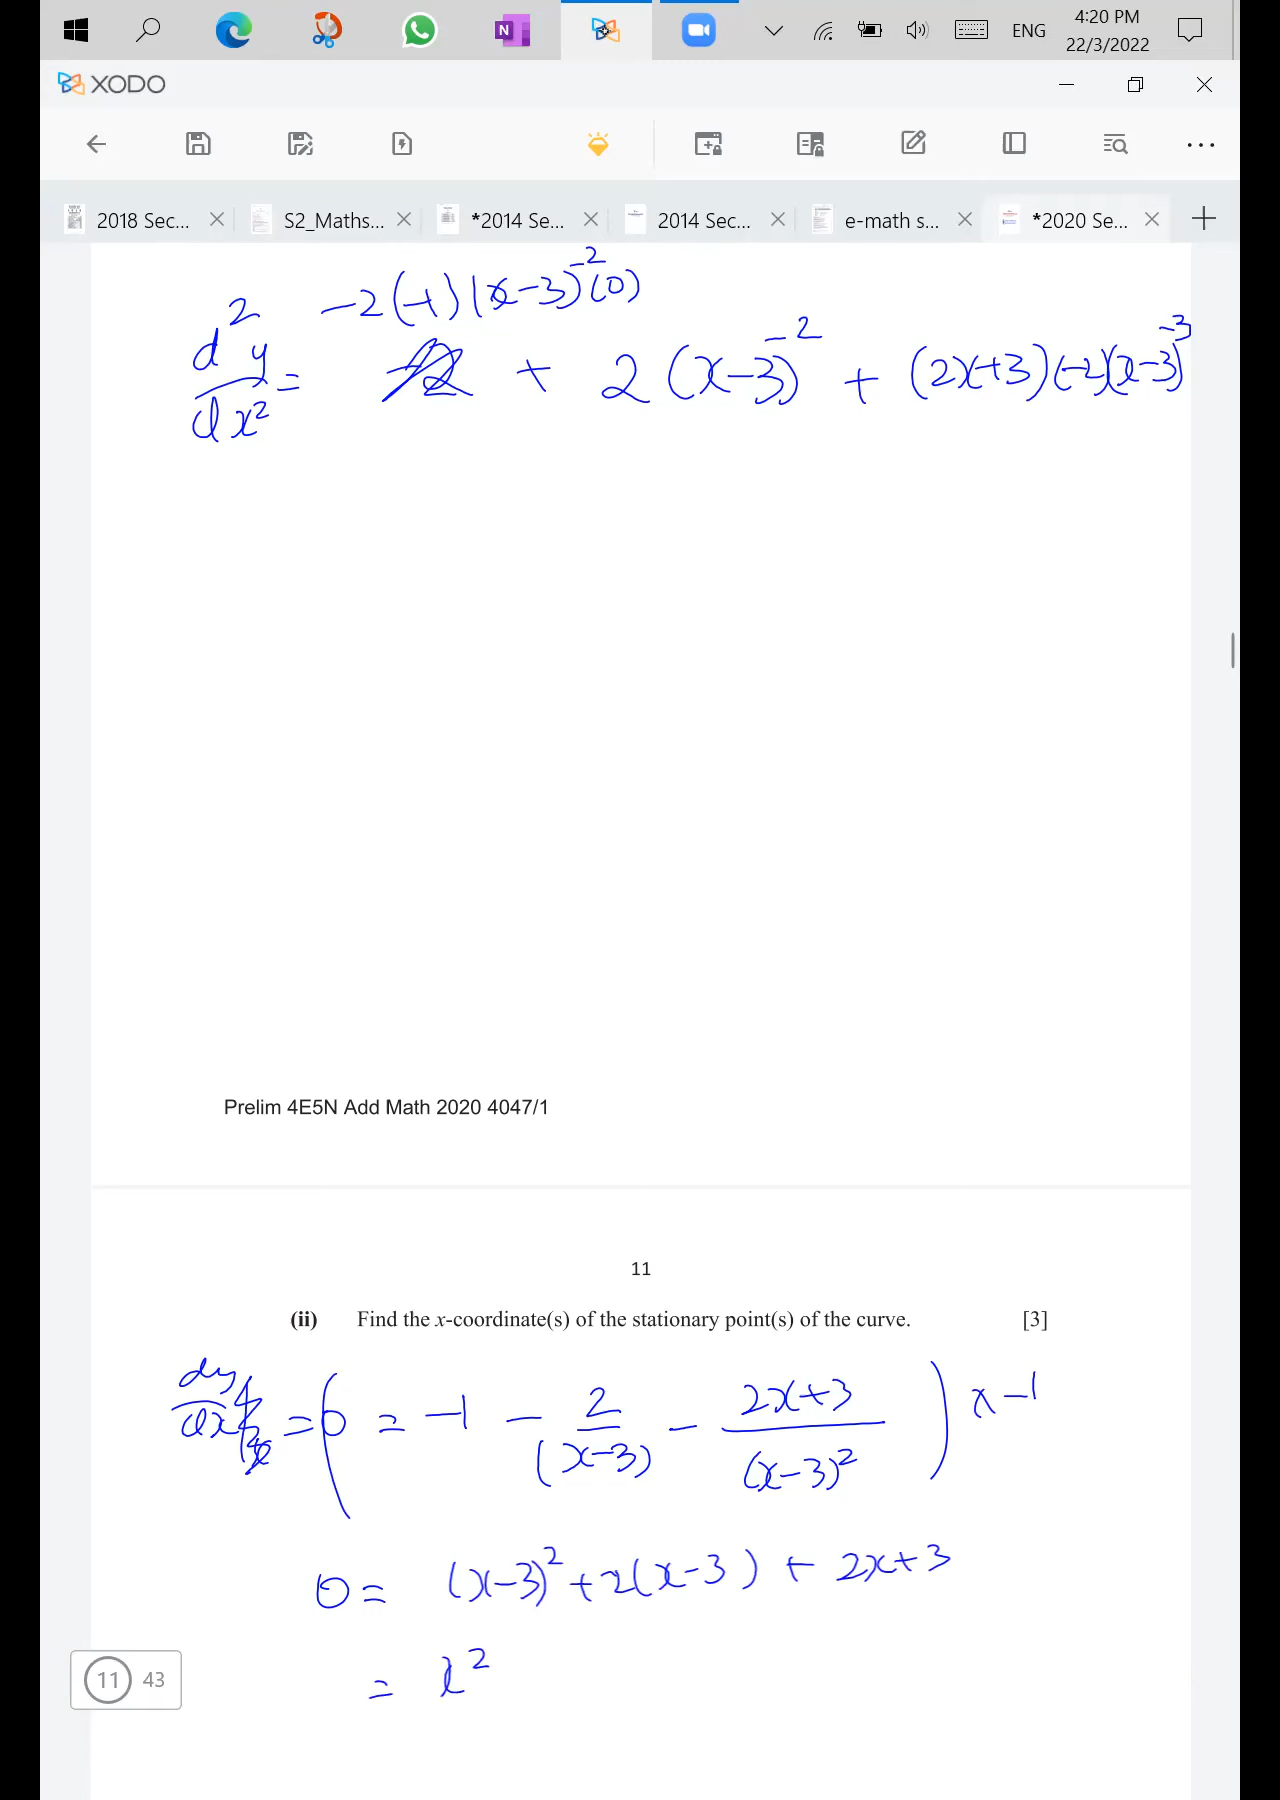 ENG
4:20 PM
22/3/2022
XODO
2018 Sec...
S2_Maths...
*2014 Se...
2014 Sec...
e-math s...
*2020 Se...
-2(-1)(x-3)^-2(0)
d²y/dx² = + 2(x-3)^-2 + (2x+3)(-2)(x-3)^-3
Prelim 4E5N Add Math 2020 4047/1
11
(ii) Find the x-coordinate(s) of the stationary point(s) of the curve. [3]
dy/dx = (0 = -1 - 2/(x-3) - (2x+3)/(x-3)²) x -1
0 = (x-3)² + 2(x-3) + 2x+3
= x²
11 43